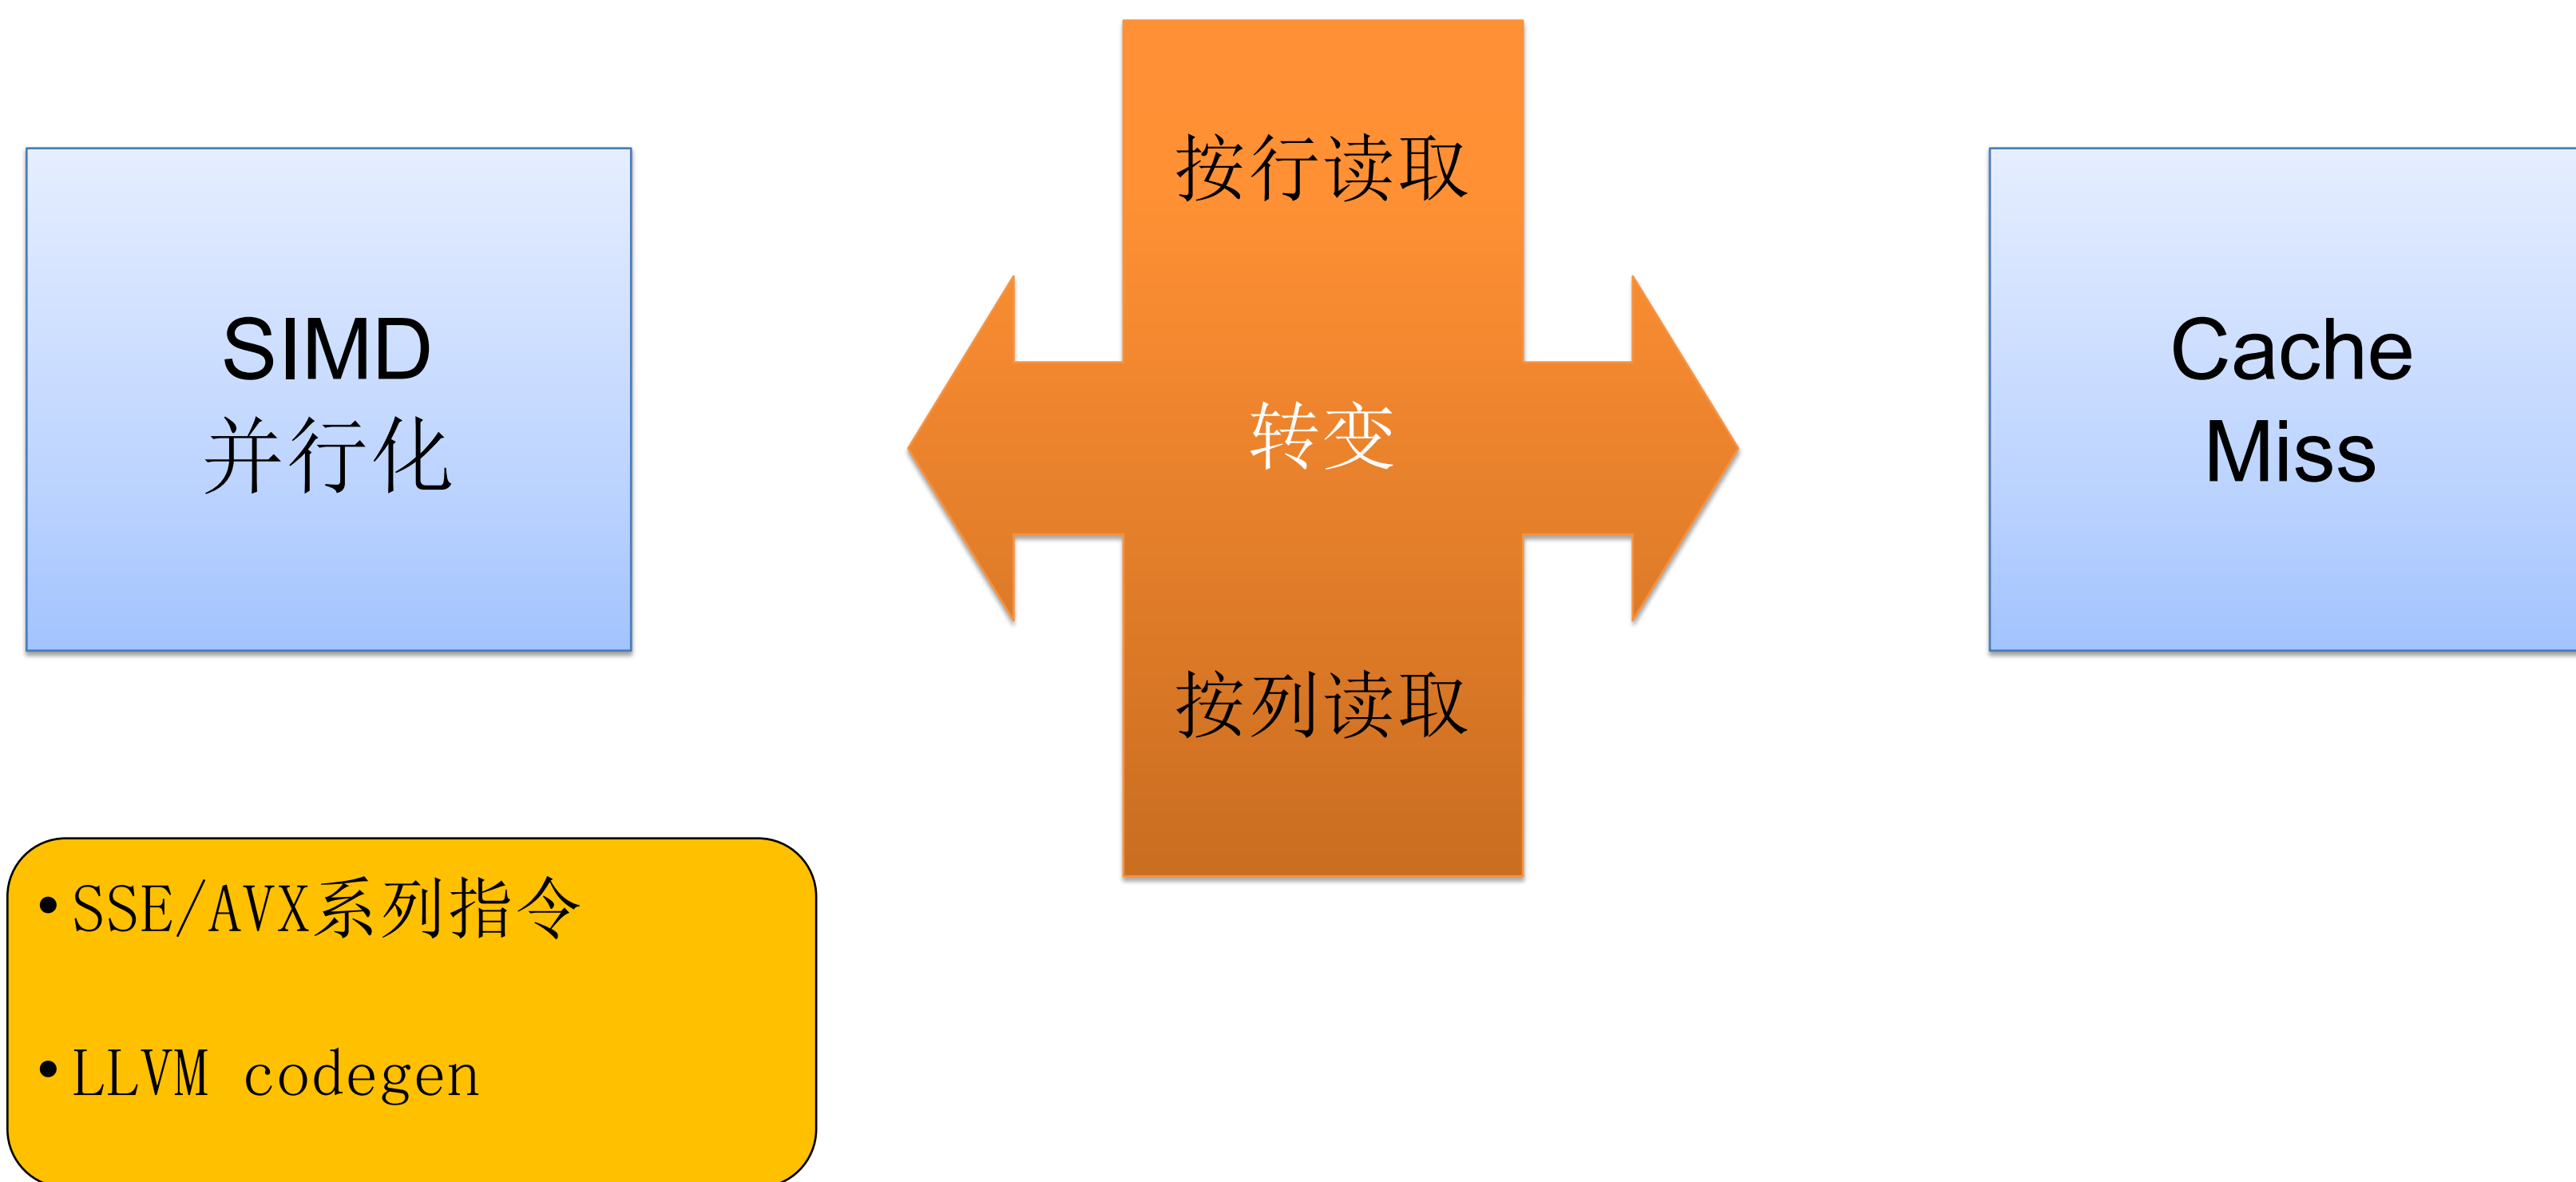 SIMD
并行化
按行读取
转变
按列读取
Cache
Miss
•SSE/AVX系列指令
•LLVM codegen